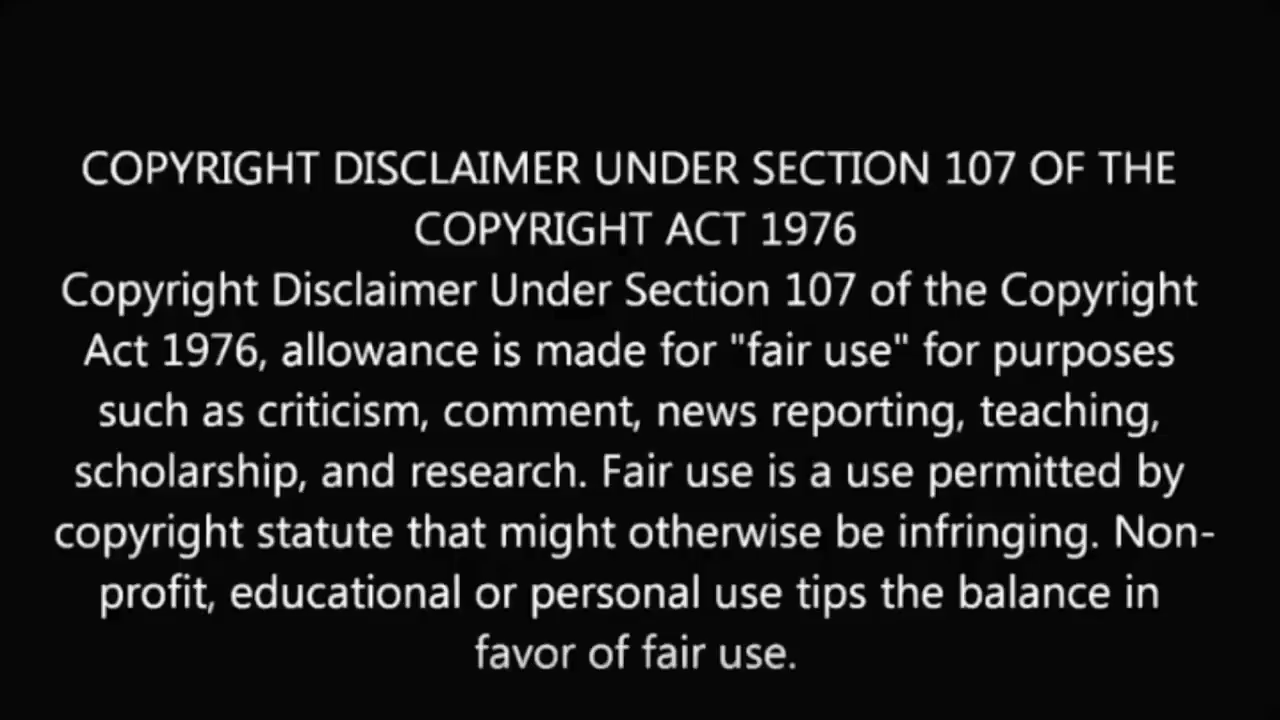 COPYRIGHT DISCLAIMER UNDER SECTION 107 OF THE
COPYRIGHT ACT 1976
Copyright Disclaimer Under Section 107 of the Copyright
Act 1976, allowance is made for "fair use" for purposes
such as criticism, comment, news reporting, teaching,
scholarship, and research. Fair use is a use permitted by
copyright statute that might otherwise be infringing. Non-
profit, educational or personal use tips the balance in
favor of fair use.